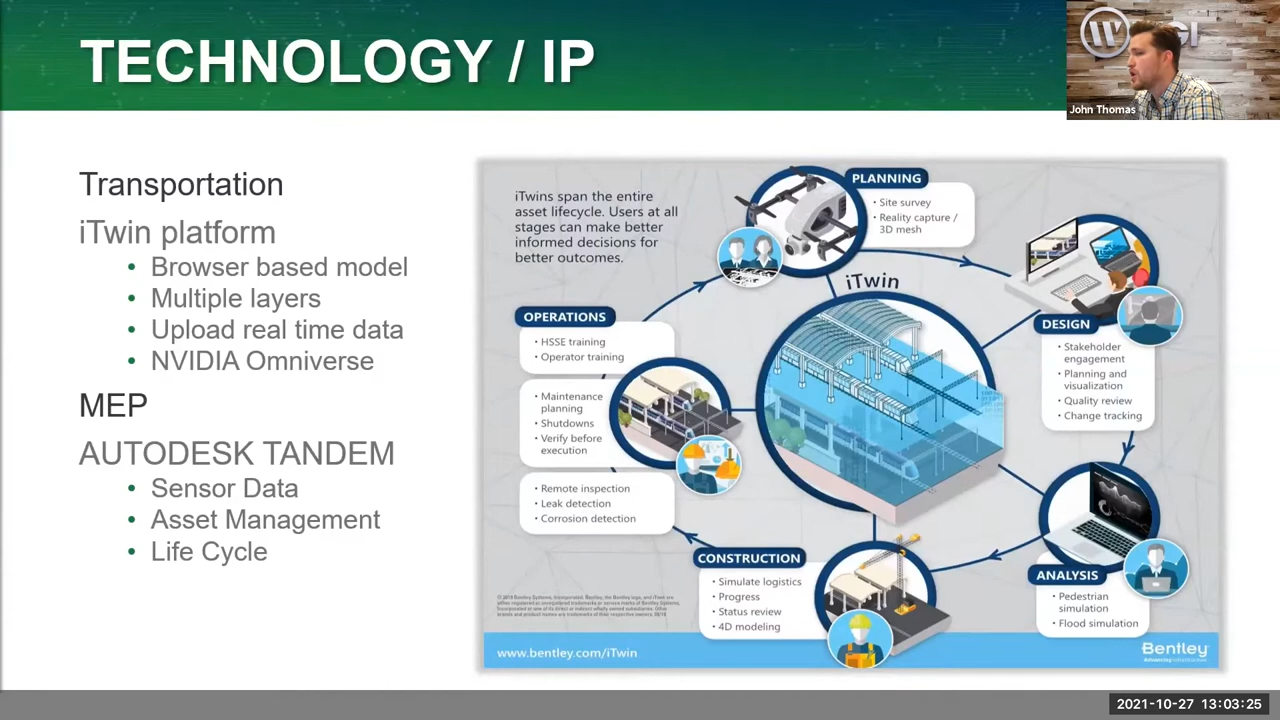 TECHNOLOGY / IP
John Thomas
Transportation
iTwin platform
• Browser based model
• Multiple layers
• Upload real time data
• NVIDIA Omniverse
MEP
AUTODESK TANDEM
• Sensor Data
• Asset Management
• Life Cycle
iTwins span the entire
asset lifecycle. Users at all
stages can make better
informed decisions for
better outcomes.
PLANNING
• Site survey
• Reality capture /
3D mesh
iTwin
DESIGN
• Stakeholder
engagement
• Planning and
visualization
• Quality review
• Change tracking
OPERATIONS
• HSSE training
• Operator training
• Maintenance
planning
• Shutdowns
• Verify before
execution
• Remote inspection
• Leak detection
• Corrosion detection
CONSTRUCTION
• Simulate logistics
• Progress
• Status review
• 4D modeling
ANALYSIS
• Pedestrian
simulation
• Flood simulation
www.bentley.com/iTwin
Bentley
2021-10-27 13:03:25